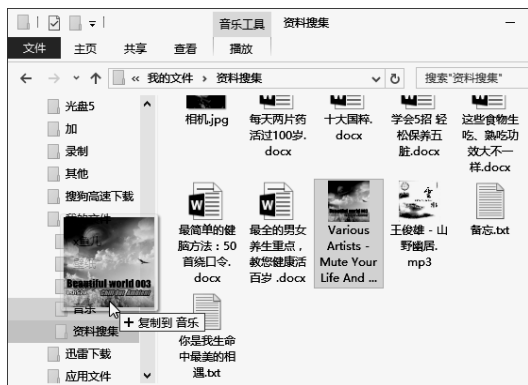 音乐工具 资料搜集
文件 主页 共享 查看 播放
« 我的文件 › 资料搜集
搜索"资料搜集"
光盘5
加
录制
其他
搜狗高速下载
我的文件
音乐
资料搜集
迅雷下载
应用文件
相机.jpg
每天两片药
活过100岁.
docx
十大国粹.
docx
学会5招 轻
松保养五
脏.docx
这些食物生
吃、熟吃功
效大不一
样.docx
最简单的健
脑方法：50
首绕口令.
docx
最全的男女
养生重点，
教您健康活
百岁 .docx
Various
Artists -
Mute Your
Life And ...
王俊雄 - 山
野幽居.
mp3
备忘.txt
你是我生命
中最美的相
遇.txt
Beautiful world 003
+ 复制到 音乐